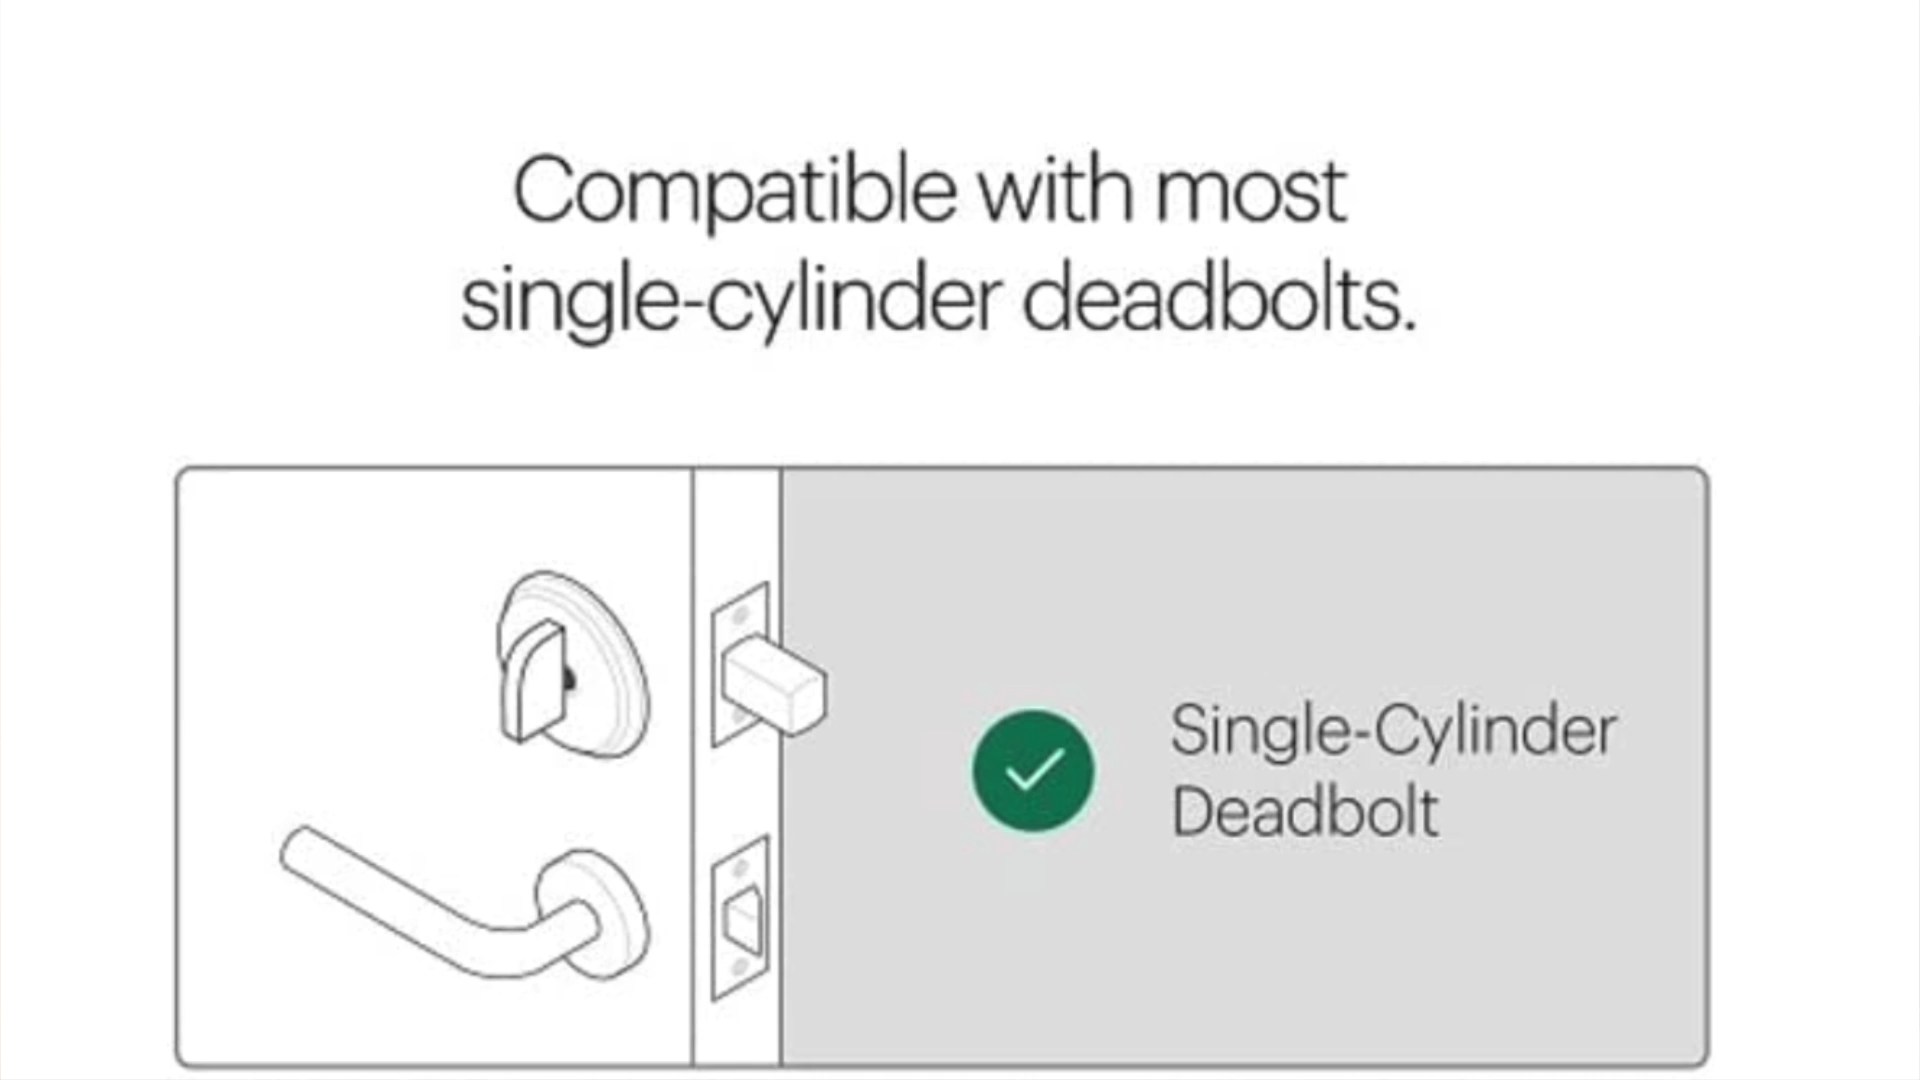 Compatible with most
single-cylinder deadbolts.
Single-Cylinder
Deadbolt